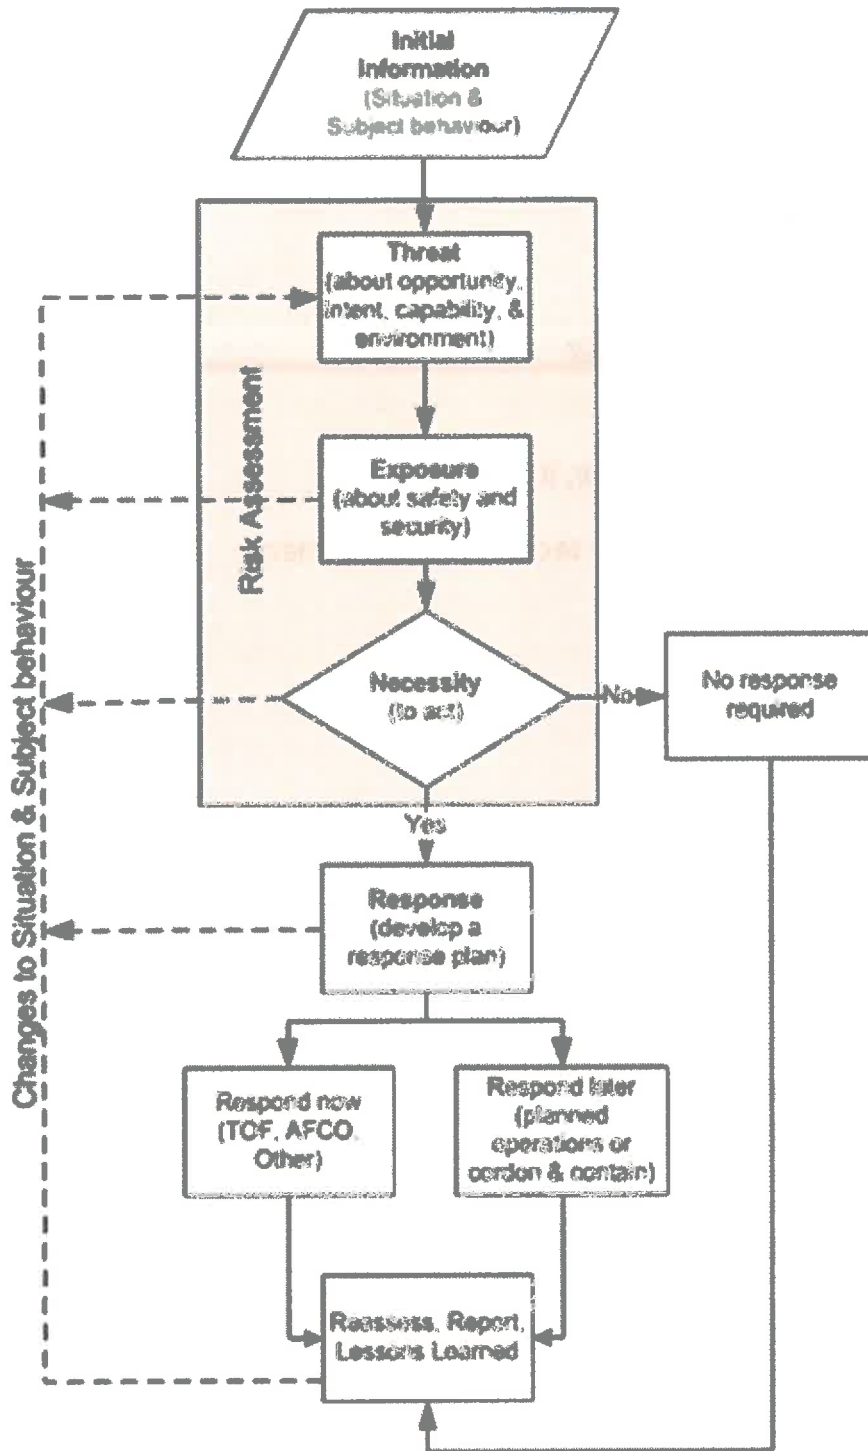 Initial
Information
(Situation &
Subject behaviour)
Threat
(about opportunity,
intent, capability, &
environment)
Risk Assessment
Exposure
(about safety and
security)
Necessity
(to act)
No
No response
required
Yes
Response
(develop a
response plan)
Changes to Situation & Subject behaviour
Respond now
(TOF, AFCO,
Other)
Respond later
(planned
operations or
cordon & contain)
Reassess, Report,
Lessons Learned